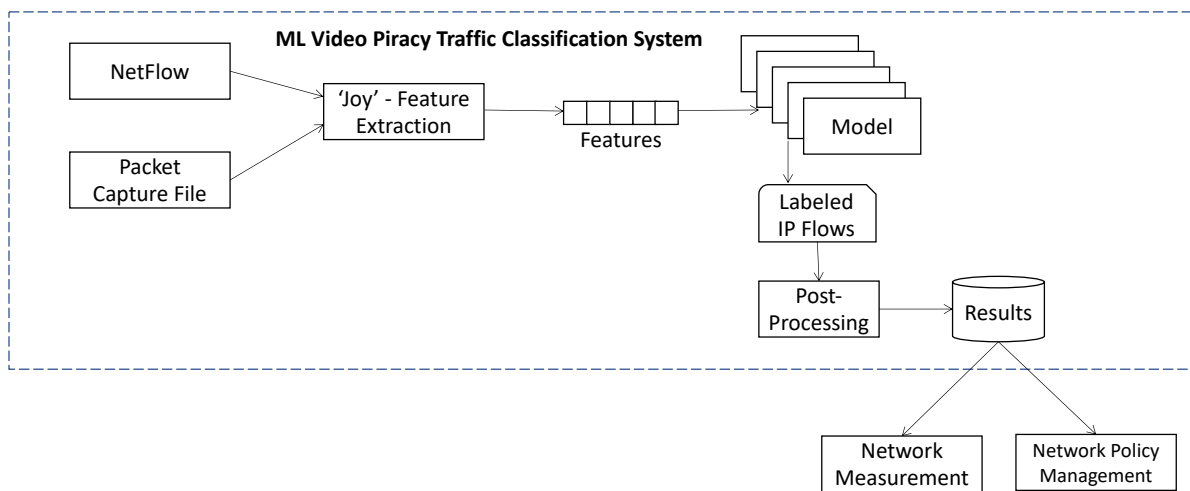 ML Video Piracy Traffic Classification System
NetFlow
Packet
Capture File
‘Joy’ - Feature
Extraction
Features
Model
Labeled
IP Flows
Post-
Processing
Results
Network
Measurement
Network Policy
Management